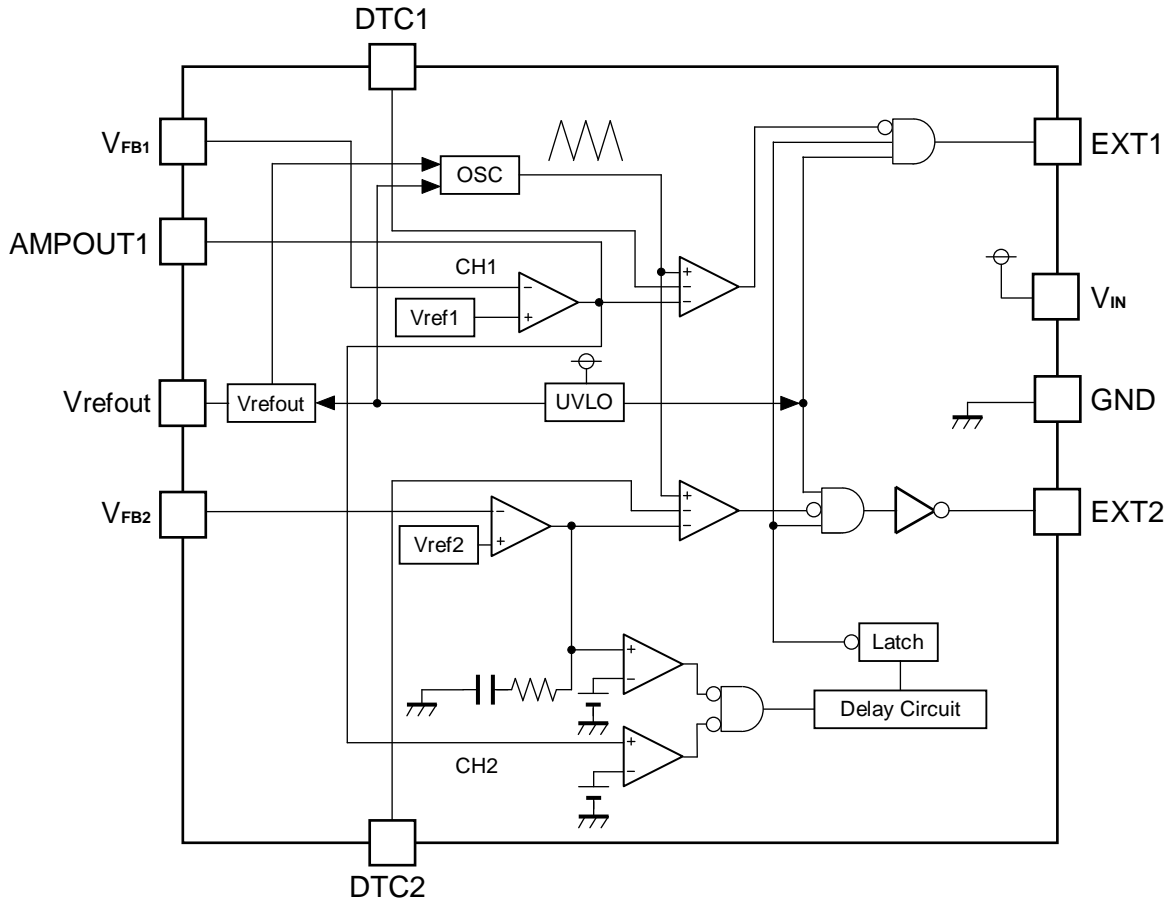 DTC1
VFB1
EXT1
OSC
AMPOUT1
CH1
+
−
−
−
+
Vref1
VIN
Vrefout
Vrefout
UVLO
GND
VFB2
+
−
−
−
+
Vref2
EXT2
Latch
+
−
Delay Circuit
+
−
CH2
DTC2